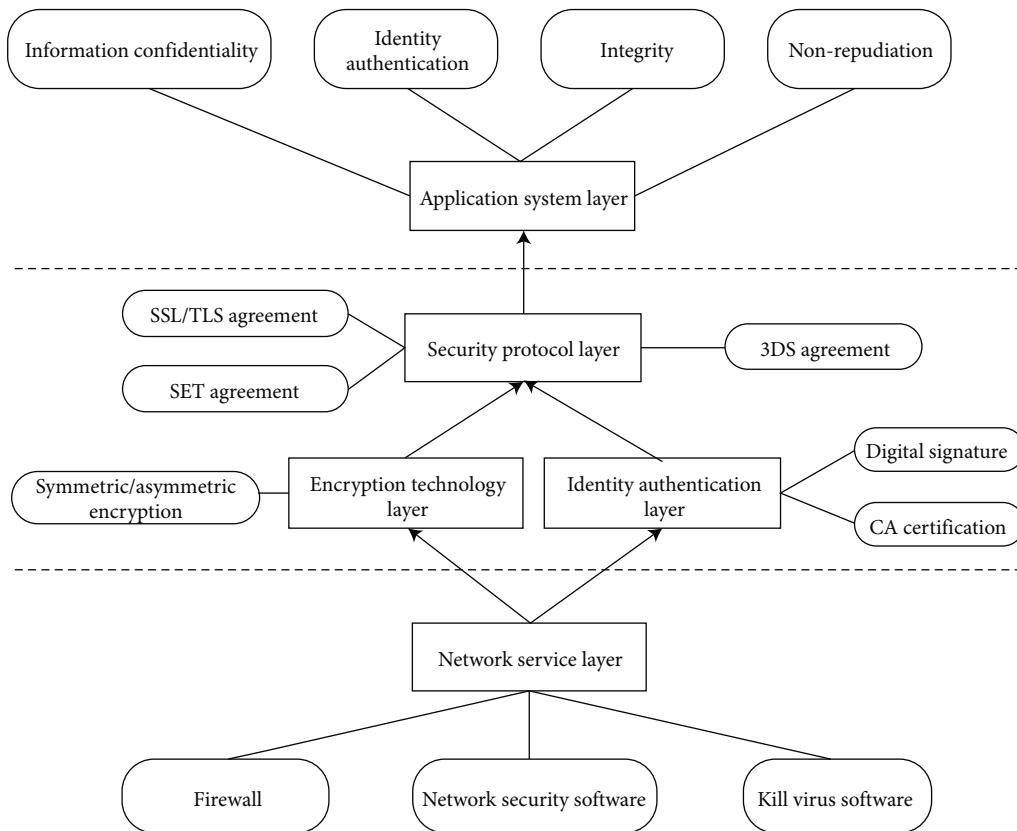 Information confidentiality
Identity
authentication
Integrity
Non-repudiation
Application system layer
SSL/TLS agreement
Security protocol layer
3DS agreement
SET agreement
Symmetric/asymmetric
encryption
Encryption technology
layer
Identity authentication
layer
Digital signature
CA certification
Network service layer
Firewall
Network security software
Kill virus software